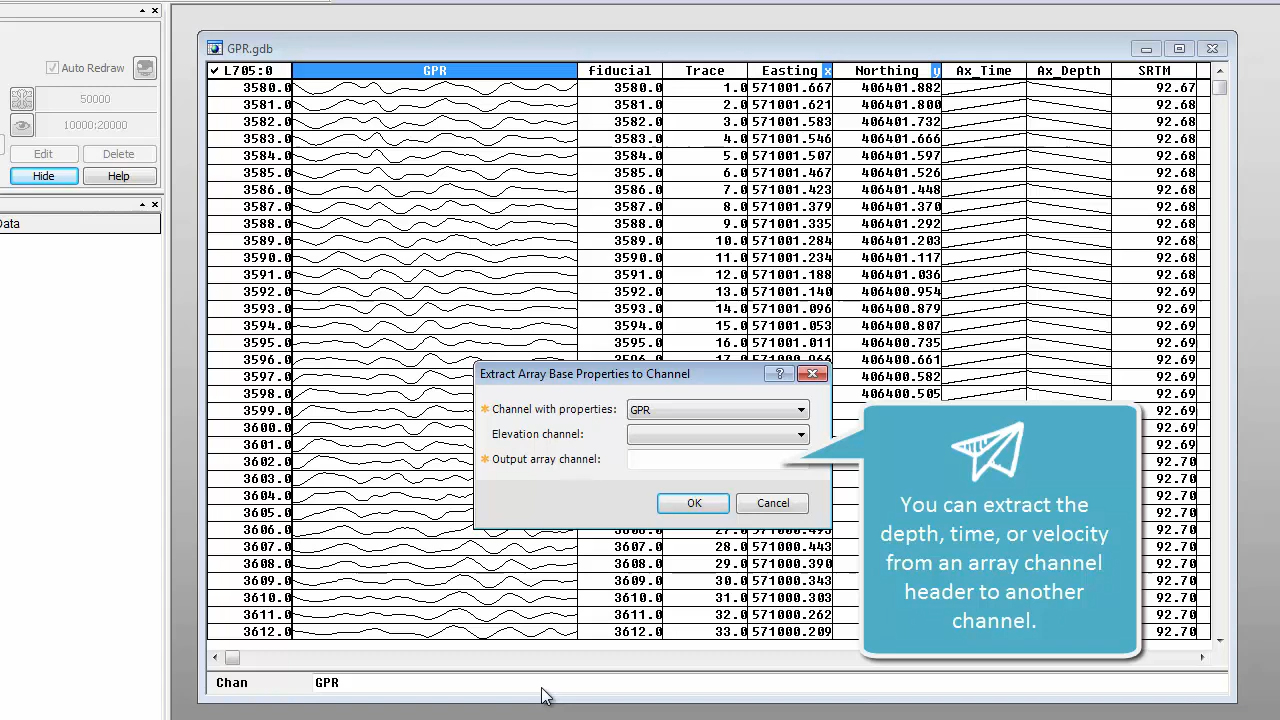 Auto Redraw
50000
10000:20000
Edit Delete
Hide Help
Data
GPR.gdb
L705:0 GPR fiducial Trace Easting x Northing y Ax_Time Ax_Depth SRTM
3580.0 3580.0 1.0 571001.667 406401.882 92.67
3581.0 3581.0 2.0 571001.621 406401.800 92.68
3582.0 3582.0 3.0 571001.583 406401.732 92.68
3583.0 3583.0 4.0 571001.546 406401.666 92.68
3584.0 3584.0 5.0 571001.507 406401.597 92.68
3585.0 3585.0 6.0 571001.467 406401.526 92.68
3586.0 3586.0 7.0 571001.423 406401.448 92.68
3587.0 3587.0 8.0 571001.379 406401.370 92.68
3588.0 3588.0 9.0 571001.335 406401.292 92.68
3589.0 3589.0 10.0 571001.284 406401.203 92.68
3590.0 3590.0 11.0 571001.234 406401.117 92.68
3591.0 3591.0 12.0 571001.188 406401.036 92.68
3592.0 3592.0 13.0 571001.140 406400.954 92.69
3593.0 3593.0 14.0 571001.096 406400.879 92.69
3594.0 3594.0 15.0 571001.053 406400.807 92.69
3595.0 3595.0 16.0 571001.011 406400.735 92.69
3596.0 3596.0 17.0 571000.966 406400.661 92.69
3597.0 406400.582 92.69
3598.0 406400.505 92.69
3599.0 92.69
3600.0 92.69
3601.0 92.69
3602.0 92.70
3603.0 92.70
3604.0 92.70
3605.0 92.70
3606.0 92.70
3607.0 3607.0 28.0 571000.443 92.70
3608.0 3608.0 29.0 571000.390 92.70
3609.0 3609.0 30.0 571000.343 92.70
3610.0 3610.0 31.0 571000.303 92.70
3611.0 3611.0 32.0 571000.262 92.70
3612.0 3612.0 33.0 571000.209 92.70
Extract Array Base Properties to Channel
Channel with properties: GPR
Elevation channel:
Output array channel:
OK Cancel
You can extract the
depth, time, or velocity
from an array channel
header to another
channel.
Chan GPR